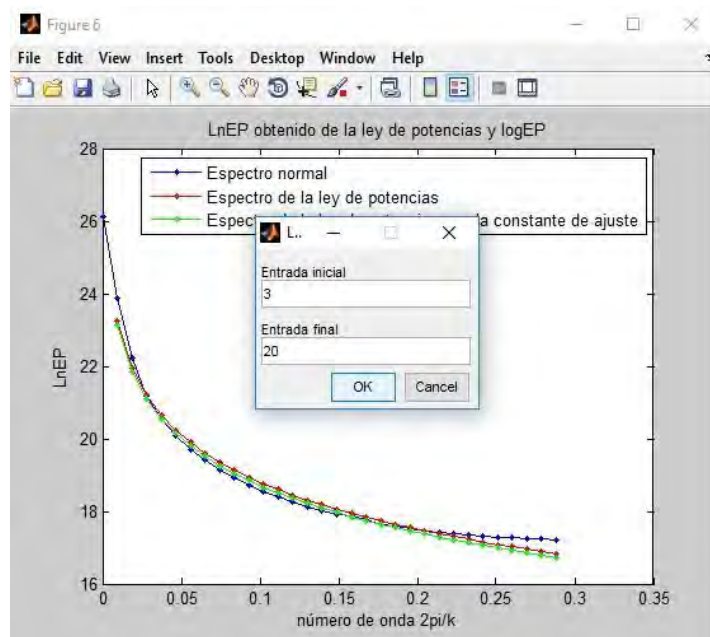 Figure 6
File Edit View Insert Tools Desktop Window Help
LnEP obtenido de la ley de potencias y logEP
28
Espectro normal
Espectro de la ley de potencias
la constante de ajuste
L..
Entrada inicial
3
Entrada final
20
OK Cancel
24
22
20
18
16
LnEP
0 0.05 0.1 0.15 0.2 0.25 0.3 0.35
número de onda 2pi/k